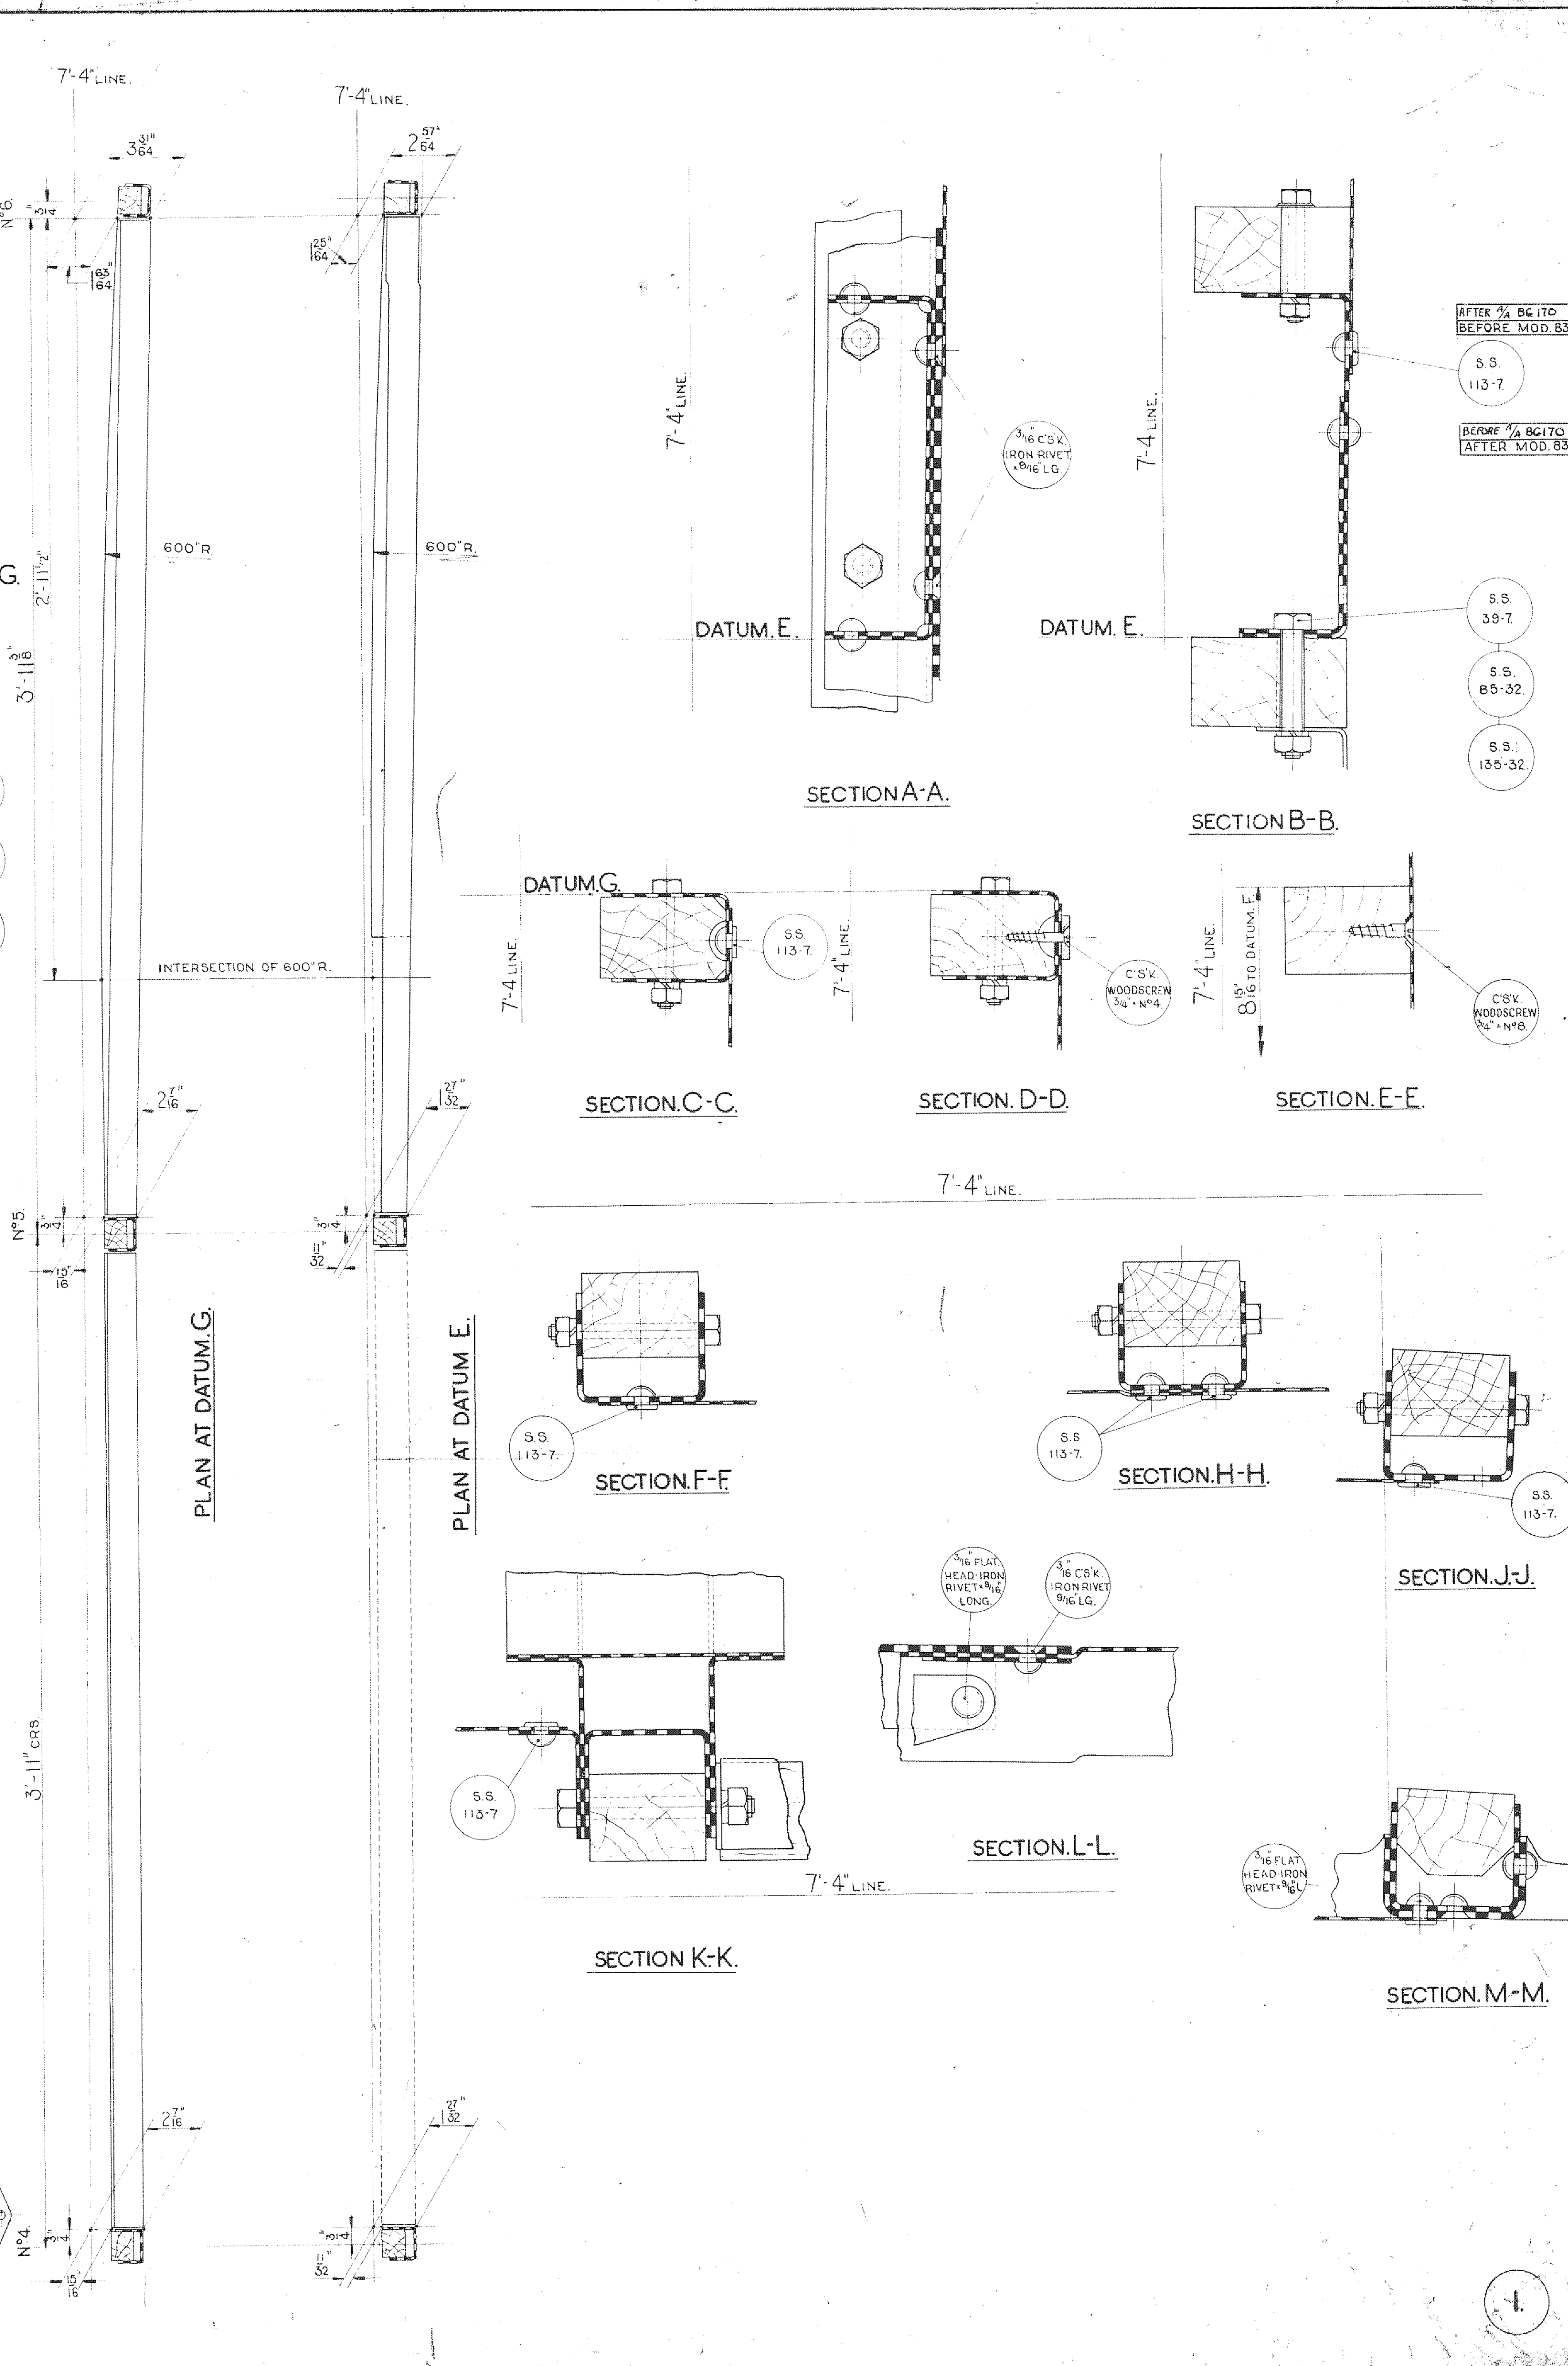 7'-4" LINE.
7'-4" LINE.
3 31/64"
2 57/64"
Nº6.
3/4"
1 63/64"
1 25/64"
7'-4" LINE.
7'-4" LINE.
AFTER A/A BG 170
BEFORE MOD. 83
S.S.
113-7.
BEFORE A/A BG170
AFTER MOD. 83
3/16" C'S'K.
IRON RIVET
× 9/16" LG.
600" R.
600" R.
G.
2'-11 1/2"
3'-11 3/8"
DATUM. E.
DATUM. E.
S.S.
39-7.
S.S.
85-32.
S.S.
135-32.
SECTION A-A.
SECTION B-B.
DATUM.G.
7'-4 LINE.
S.S.
113-7.
7'-4" LINE.
C'S'K.
WOODSCREW
3/4" × Nº4.
7'-4" LINE.
8 15/16" TO DATUM. E.
C'S'K.
WOODSCREW
3/4" × Nº8.
INTERSECTION OF 600" R.
SECTION. C-C.
SECTION. D-D.
SECTION. E-E.
2 7/16"
1 27/32"
7'-4" LINE.
Nº5.
3/4"
3/4"
15/16"
11/32"
PLAN AT DATUM. G.
PLAN AT DATUM E.
S.S.
113-7.
SECTION. F-F.
S.S.
113-7.
SECTION. H-H.
S.S.
113-7.
SECTION. J-J.
3/16" FLAT
HEAD-IRON
RIVET × 9/16"
LONG.
3/16" C'S'K
IRON RIVET
9/16" LG.
3'-11" CRS.
S.S.
113-7
SECTION. L-L.
7'-4" LINE.
SECTION K-K.
3/16" FLAT
HEAD-IRON
RIVET × 9/16" L
SECTION. M-M.
2 7/16"
1 27/32"
Nº4.
3/4"
3/4"
15/16"
11/32"
1.